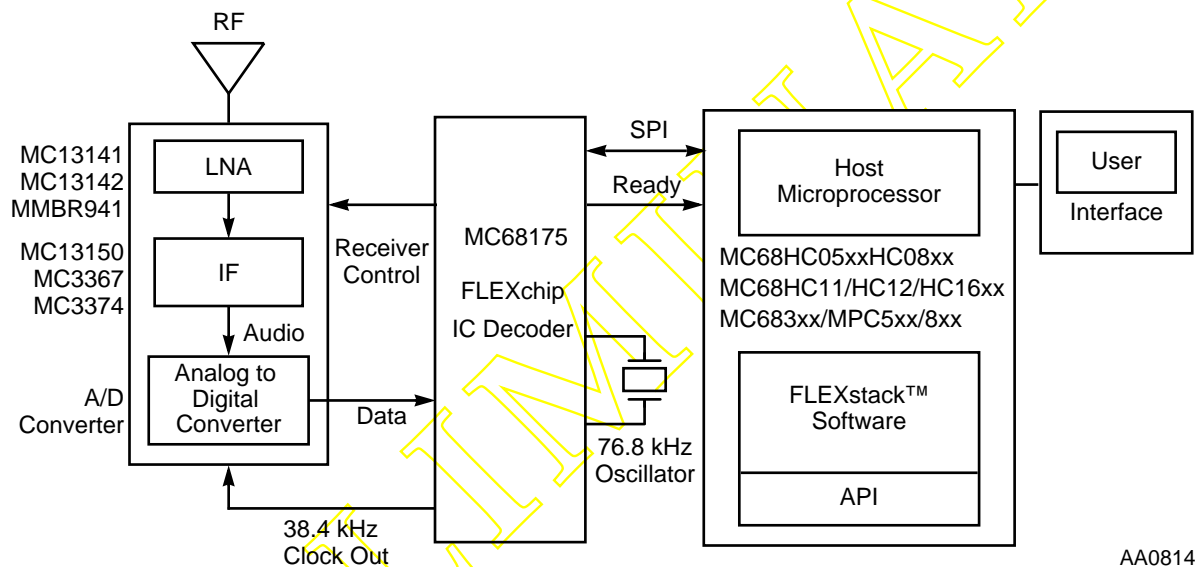 RF
MC13141
MC13142
MMBR941
MC13150
MC3367
MC3374
A/D
Converter
LNA
IF
Audio
Analog to
Digital
Converter
Receiver
Control
Data
38.4 kHz
Clock Out
MC68175
FLEXchip
IC Decoder
SPI
Ready
76.8 kHz
Oscillator
Host
Microprocessor
MC68HC05xxHC08xx
MC68HC11/HC12/HC16xx
MC683xx/MPC5xx/8xx
FLEXstack™
Software
API
User
Interface
AA0814